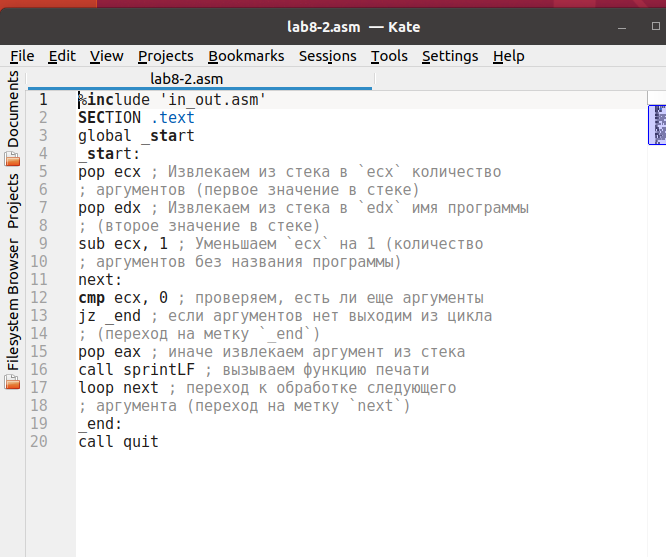 lab8-2.asm — Kate
File Edit View Projects Bookmarks Sessions Tools Settings Help
lab8-2.asm
Documents
Projects
Filesystem Browser
1 %include 'in_out.asm'
2 SECTION .text
3 global _start
4 _start:
5 pop ecx ; Извлекаем из стека в `ecx` количество
6 ; аргументов (первое значение в стеке)
7 pop edx ; Извлекаем из стека в `edx` имя программы
8 ; (второе значение в стеке)
9 sub ecx, 1 ; Уменьшаем `ecx` на 1 (количество
10 ; аргументов без названия программы)
11 next:
12 cmp ecx, 0 ; проверяем, есть ли еще аргументы
13 jz _end ; если аргументов нет выходим из цикла
14 ; (переход на метку `_end`)
15 pop eax ; иначе извлекаем аргумент из стека
16 call sprintLF ; вызываем функцию печати
17 loop next ; переход к обработке следующего
18 ; аргумента (переход на метку `next`)
19 _end:
20 call quit